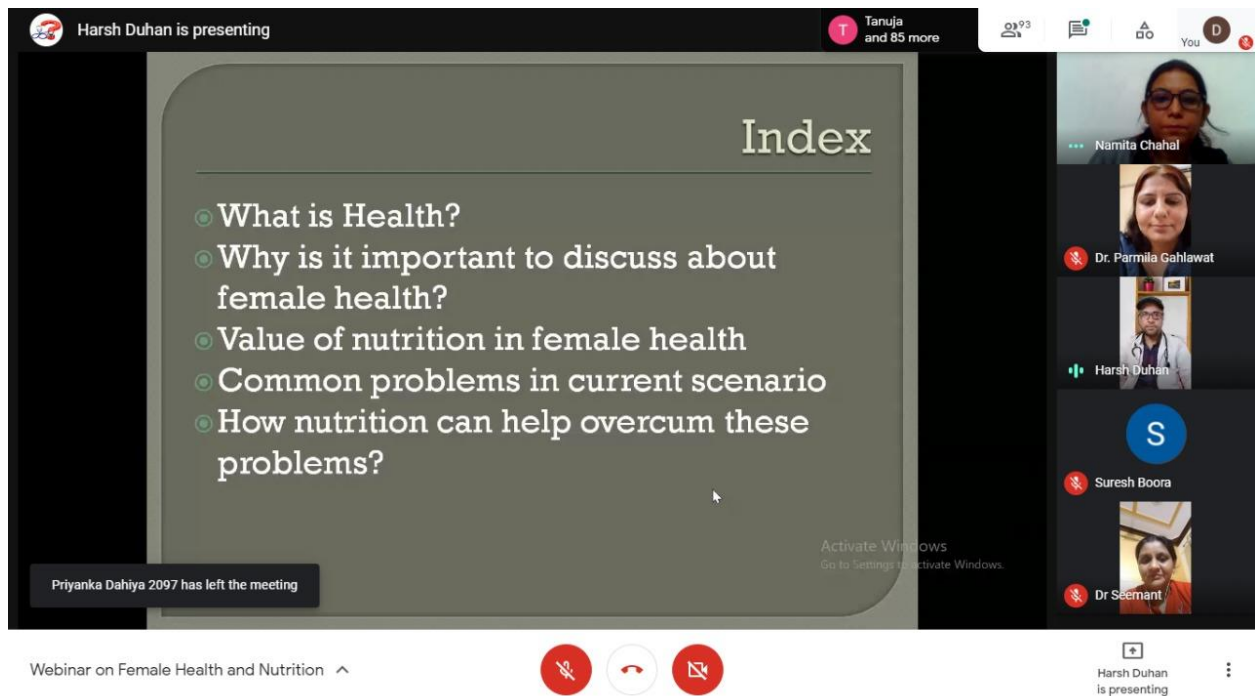 Harsh Duhan is presenting
T
Tanuja
and 85 more
93
You
D
Index
What is Health?
Why is it important to discuss about
female health?
Value of nutrition in female health
Common problems in current scenario
How nutrition can help overcum these
problems?
Activate Windows
Go to Settings to activate Windows.
Priyanka Dahiya 2097 has left the meeting
Namita Chahal
Dr. Parmila Gahlawat
Harsh Duhan
S
Suresh Boora
Dr Seemant
Webinar on Female Health and Nutrition
Harsh Duhan
is presenting